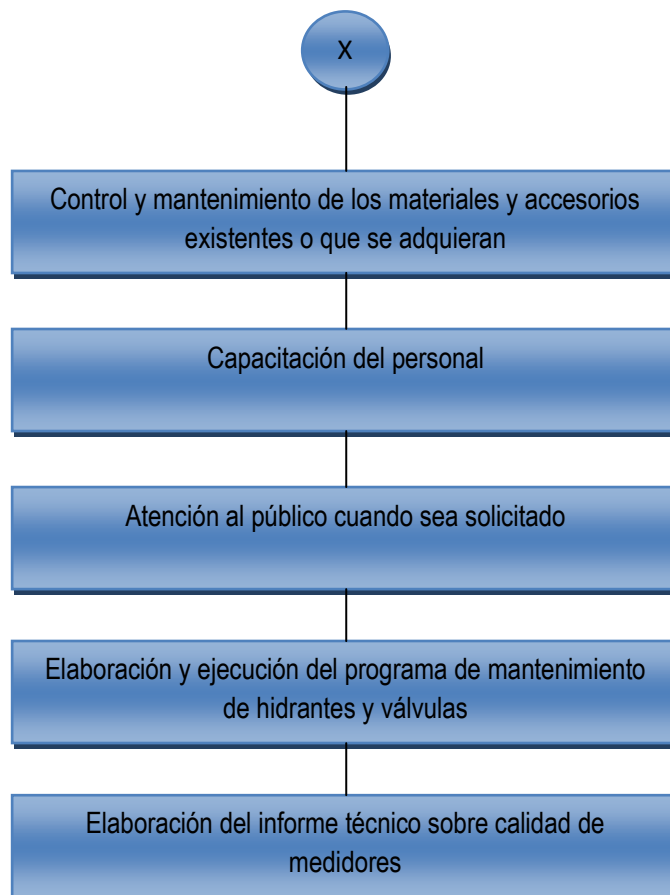 X
Control y mantenimiento de los materiales y accesorios
existentes o que se adquieran
Capacitación del personal
Atención al público cuando sea solicitado
Elaboración y ejecución del programa de mantenimiento
de hidrantes y válvulas
Elaboración del informe técnico sobre calidad de
medidores